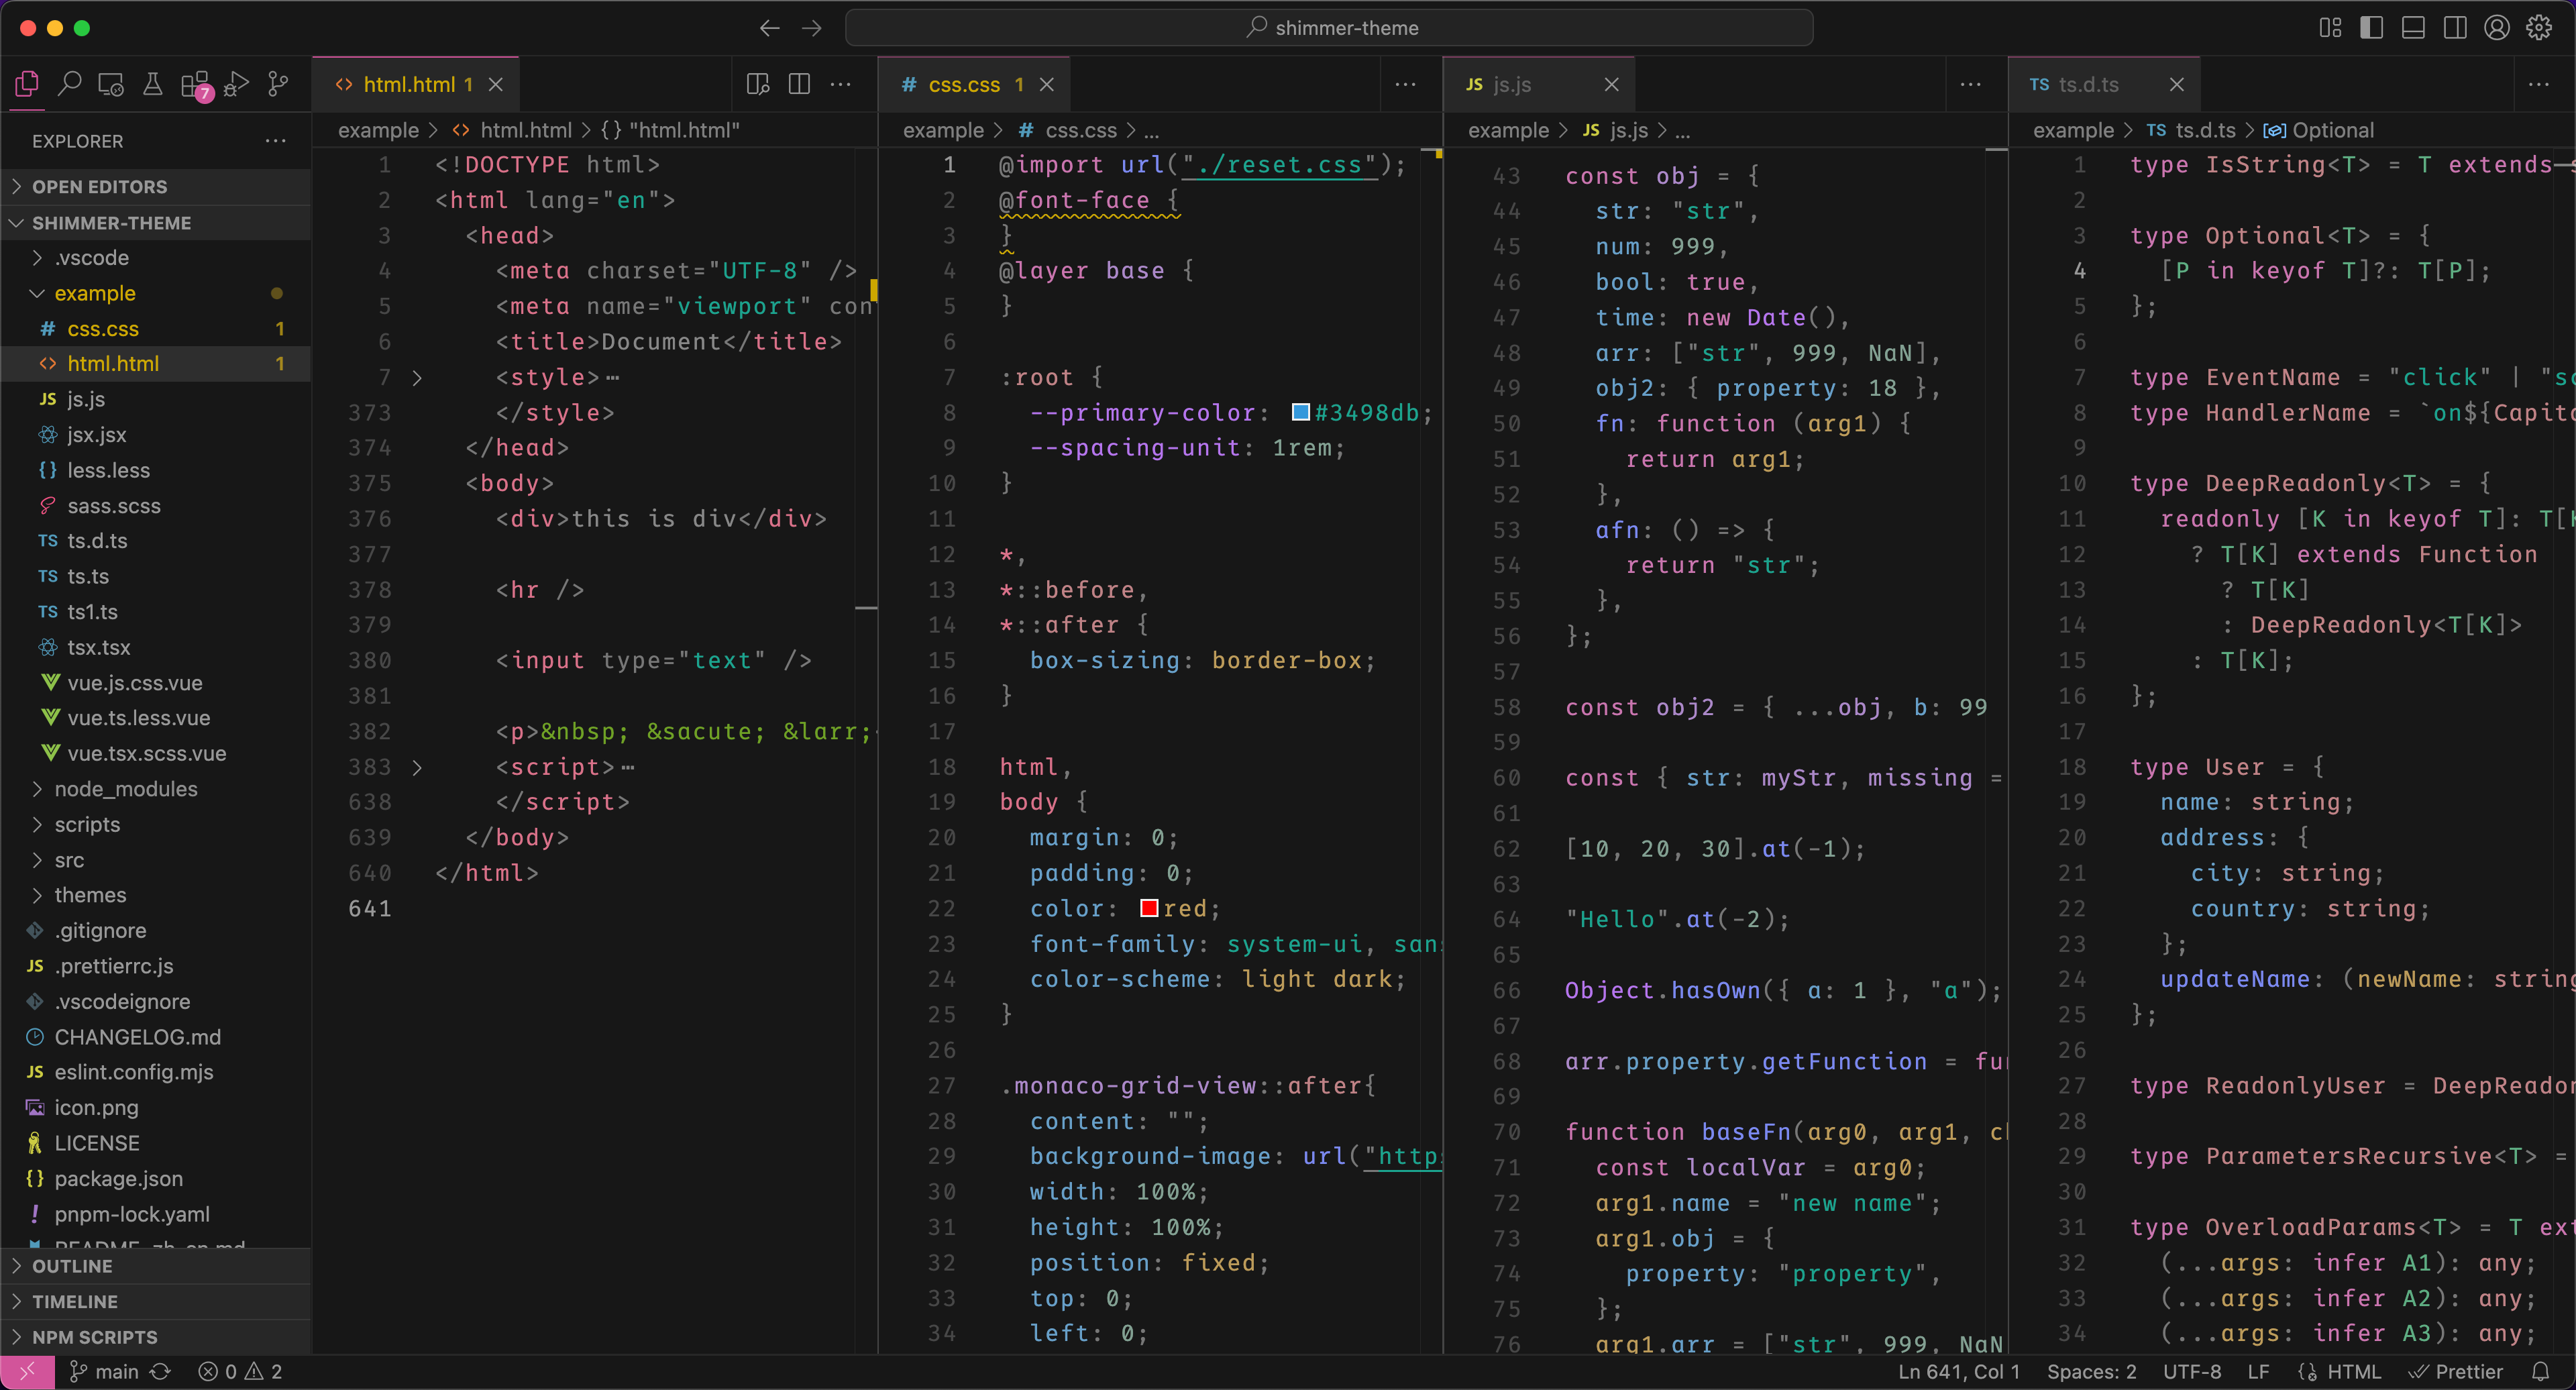 shimmer-theme
7
html.html 1
# css.css 1
JS js.js
TS ts.d.ts
EXPLORER
OPEN EDITORS
SHIMMER-THEME
.vscode
example
# css.css 1
<> html.html 1
JS js.js
jsx.jsx
{} less.less
sass.scss
TS ts.d.ts
TS ts.ts
TS ts1.ts
tsx.tsx
vue.js.css.vue
vue.ts.less.vue
vue.tsx.scss.vue
node_modules
scripts
src
themes
.gitignore
JS .prettierrc.js
.vscodeignore
CHANGELOG.md
JS eslint.config.mjs
icon.png
LICENSE
{} package.json
! pnpm-lock.yaml
OUTLINE
TIMELINE
NPM SCRIPTS
example > <> html.html > {} "html.html"
1 <!DOCTYPE html>
2 <html lang="en">
3 <head>
4 <meta charset="UTF-8" />
5 <meta name="viewport" con
6 <title>Document</title>
7 > <style>…
373 </style>
374 </head>
375 <body>
376 <div>this is div</div>
377
378 <hr />
379
380 <input type="text" />
381
382 <p>&nbsp; &sacute; &larr;
383 > <script>…
638 </script>
639 </body>
640 </html>
641
example > # css.css > ...
1 @import url("./reset.css");
2 @font-face {
3 }
4 @layer base {
5 }
6
7 :root {
8 --primary-color: #3498db;
9 --spacing-unit: 1rem;
10 }
11
12 *,
13 *::before,
14 *::after {
15 box-sizing: border-box;
16 }
17
18 html,
19 body {
20 margin: 0;
21 padding: 0;
22 color: red;
23 font-family: system-ui, sans
24 color-scheme: light dark;
25 }
26
27 .monaco-grid-view::after{
28 content: "";
29 background-image: url("http
30 width: 100%;
31 height: 100%;
32 position: fixed;
33 top: 0;
34 left: 0;
example > JS js.js > ...
43 const obj = {
44 str: "str",
45 num: 999,
46 bool: true,
47 time: new Date(),
48 arr: ["str", 999, NaN],
49 obj2: { property: 18 },
50 fn: function (arg1) {
51 return arg1;
52 },
53 afn: () => {
54 return "str";
55 },
56 };
57
58 const obj2 = { ...obj, b: 99
59
60 const { str: myStr, missing =
61
62 [10, 20, 30].at(-1);
63
64 "Hello".at(-2);
65
66 Object.hasOwn({ a: 1 }, "a");
67
68 arr.property.getFunction = fu
69
70 function baseFn(arg0, arg1, c
71 const localVar = arg0;
72 arg1.name = "new name";
73 arg1.obj = {
74 property: "property",
75 };
76 arg1.arr = ["str", 999, NaN
example > TS ts.d.ts > Optional
1 type IsString<T> = T extends
2
3 type Optional<T> = {
4 [P in keyof T]?: T[P];
5 };
6
7 type EventName = "click" | "sc
8 type HandlerName = `on${Capit
9
10 type DeepReadonly<T> = {
11 readonly [K in keyof T]: T[K
12 ? T[K] extends Function
13 ? T[K]
14 : DeepReadonly<T[K]>
15 : T[K];
16 };
17
18 type User = {
19 name: string;
20 address: {
21 city: string;
22 country: string;
23 };
24 updateName: (newName: string
25 };
26
27 type ReadonlyUser = DeepReadon
28
29 type ParametersRecursive<T> =
30
31 type OverloadParams<T> = T ext
32 (...args: infer A1): any;
33 (...args: infer A2): any;
34 (...args: infer A3): any;
main 0 2
Ln 641, Col 1 Spaces: 2 UTF-8 LF HTML Prettier